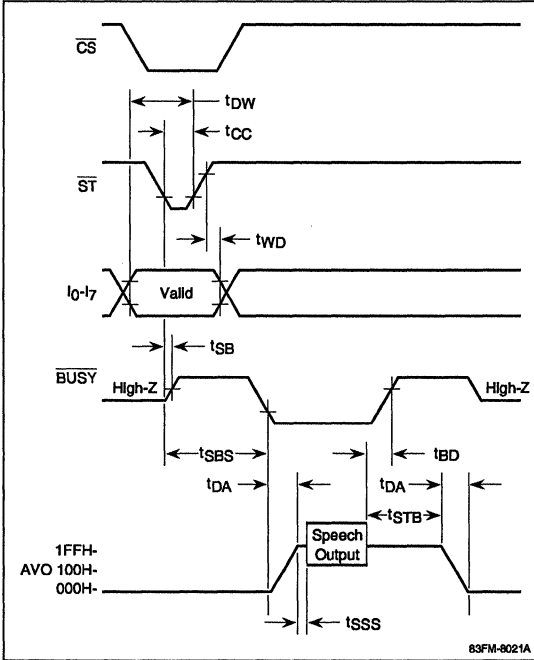 CS
tDW
tCC
ST
tWD
I0-I7 Valid
tSB
BUSY
High-Z High-Z
tSBS tBD
tDA tDA
tSTB
Speech
Output
1FFH-
AVO 100H-
000H-
tSSS
83FM-8021A